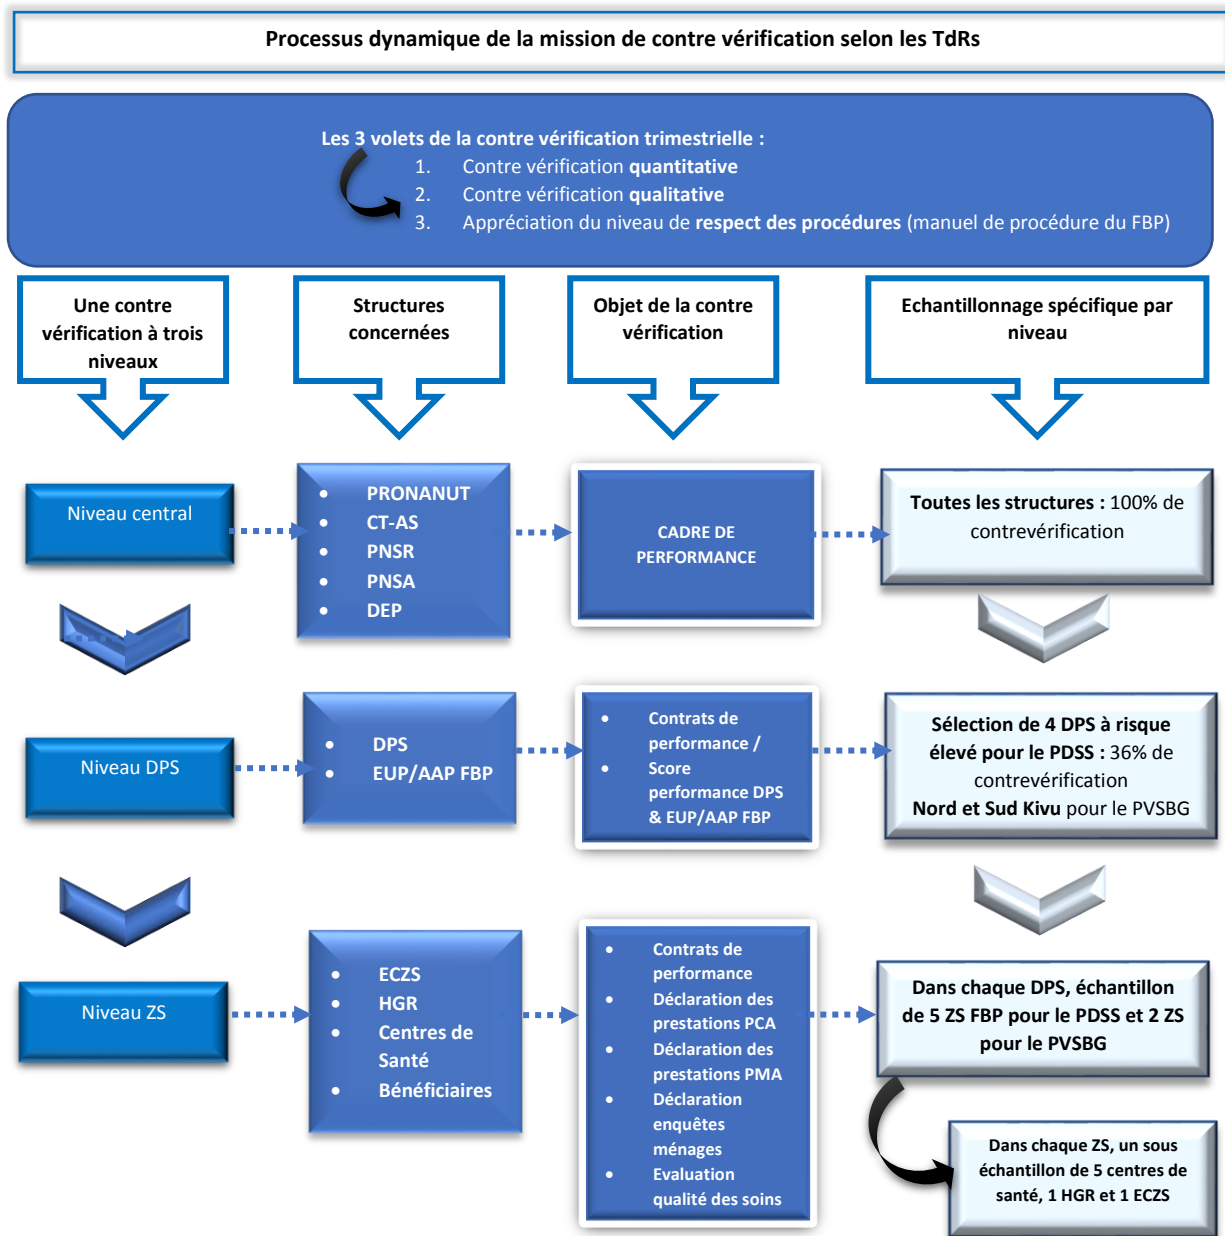 Processus dynamique de la mission de contre vérification selon les TdRs
Les 3 volets de la contre vérification trimestrielle :
1. Contre vérification quantitative
2. Contre vérification qualitative
3. Appréciation du niveau de respect des procédures (manuel de procédure du FBP)
Une contre
vérification à trois
niveaux
Structures
concernées
Objet de la contre
vérification
Echantillonnage spécifique par
niveau
Niveau central
• PRONANUT
• CT-AS
• PNSR
• PNSA
• DEP
CADRE DE
PERFORMANCE
Toutes les structures : 100% de
contrevérification
Niveau DPS
• DPS
• EUP/AAP FBP
• Contrats de
performance /
• Score
performance DPS
& EUP/AAP FBP
Sélection de 4 DPS à risque
élevé pour le PDSS : 36% de
contrevérification
Nord et Sud Kivu pour le PVSBG
Niveau ZS
• ECZS
• HGR
• Centres de
Santé
• Bénéficiaires
• Contrats de
performance
• Déclaration des
prestations PCA
• Déclaration des
prestations PMA
• Déclaration
enquêtes
ménages
• Evaluation
qualité des soins
Dans chaque DPS, échantillon
de 5 ZS FBP pour le PDSS et 2 ZS
pour le PVSBG
Dans chaque ZS, un sous
échantillon de 5 centres de
santé, 1 HGR et 1 ECZS